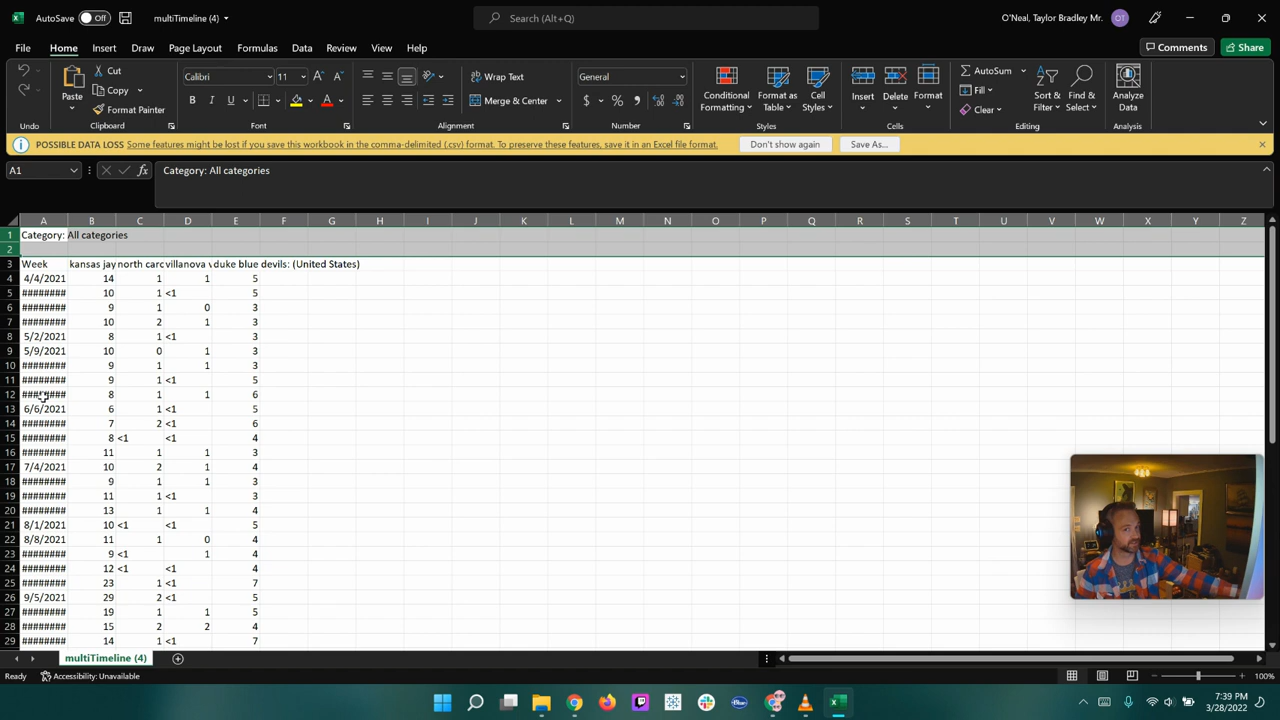 AutoSave Off multiTimeline (4) Search (Alt+Q) O'Neal, Taylor Bradley Mr. OT
File Home Insert Draw Page Layout Formulas Data Review View Help Comments Share
Cut Calibri 11 Wrap Text General AutoSum
Paste Copy B I U Merge & Center $ % Conditional Formatting Format as Table Cell Styles Insert Delete Format Fill Sort & Filter Find & Select Analyze Data
Format Painter Clear
Undo Clipboard Font Alignment Number Styles Cells Editing Analysis
POSSIBLE DATA LOSS Some features might be lost if you save this workbook in the comma-delimited (.csv) format. To preserve these features, save it in an Excel file format. Don't show again Save As...
A1 fx Category: All categories
A B C D E F G H I J K L M N O P Q R S T U V W X Y Z
1 Category: All categories
2
3 Week kansas jay north carc villanova v duke blue devils: (United States)
4 4/4/2021 14 1 1 5
5 ######## 10 1 <1 5
6 ######## 9 1 0 3
7 ######## 10 2 1 3
8 5/2/2021 8 1 <1 3
9 5/9/2021 10 0 1 3
10 ######## 9 1 1 3
11 ######## 9 1 <1 5
12 ######## 8 1 1 6
13 6/6/2021 6 1 <1 5
14 ######## 7 2 <1 6
15 ######## 8 <1 <1 4
16 ######## 11 1 1 3
17 7/4/2021 10 2 1 4
18 ######## 9 1 1 3
19 ######## 11 1 <1 3
20 ######## 13 1 1 4
21 8/1/2021 10 <1 <1 5
22 8/8/2021 11 1 0 4
23 ######## 9 <1 1 4
24 ######## 12 <1 <1 4
25 ######## 23 1 <1 7
26 9/5/2021 29 2 <1 5
27 ######## 19 1 1 5
28 ######## 15 2 2 4
29 ######## 14 1 <1 7
multiTimeline (4)
Ready Accessibility: Unavailable 100%
7:39 PM
3/28/2022